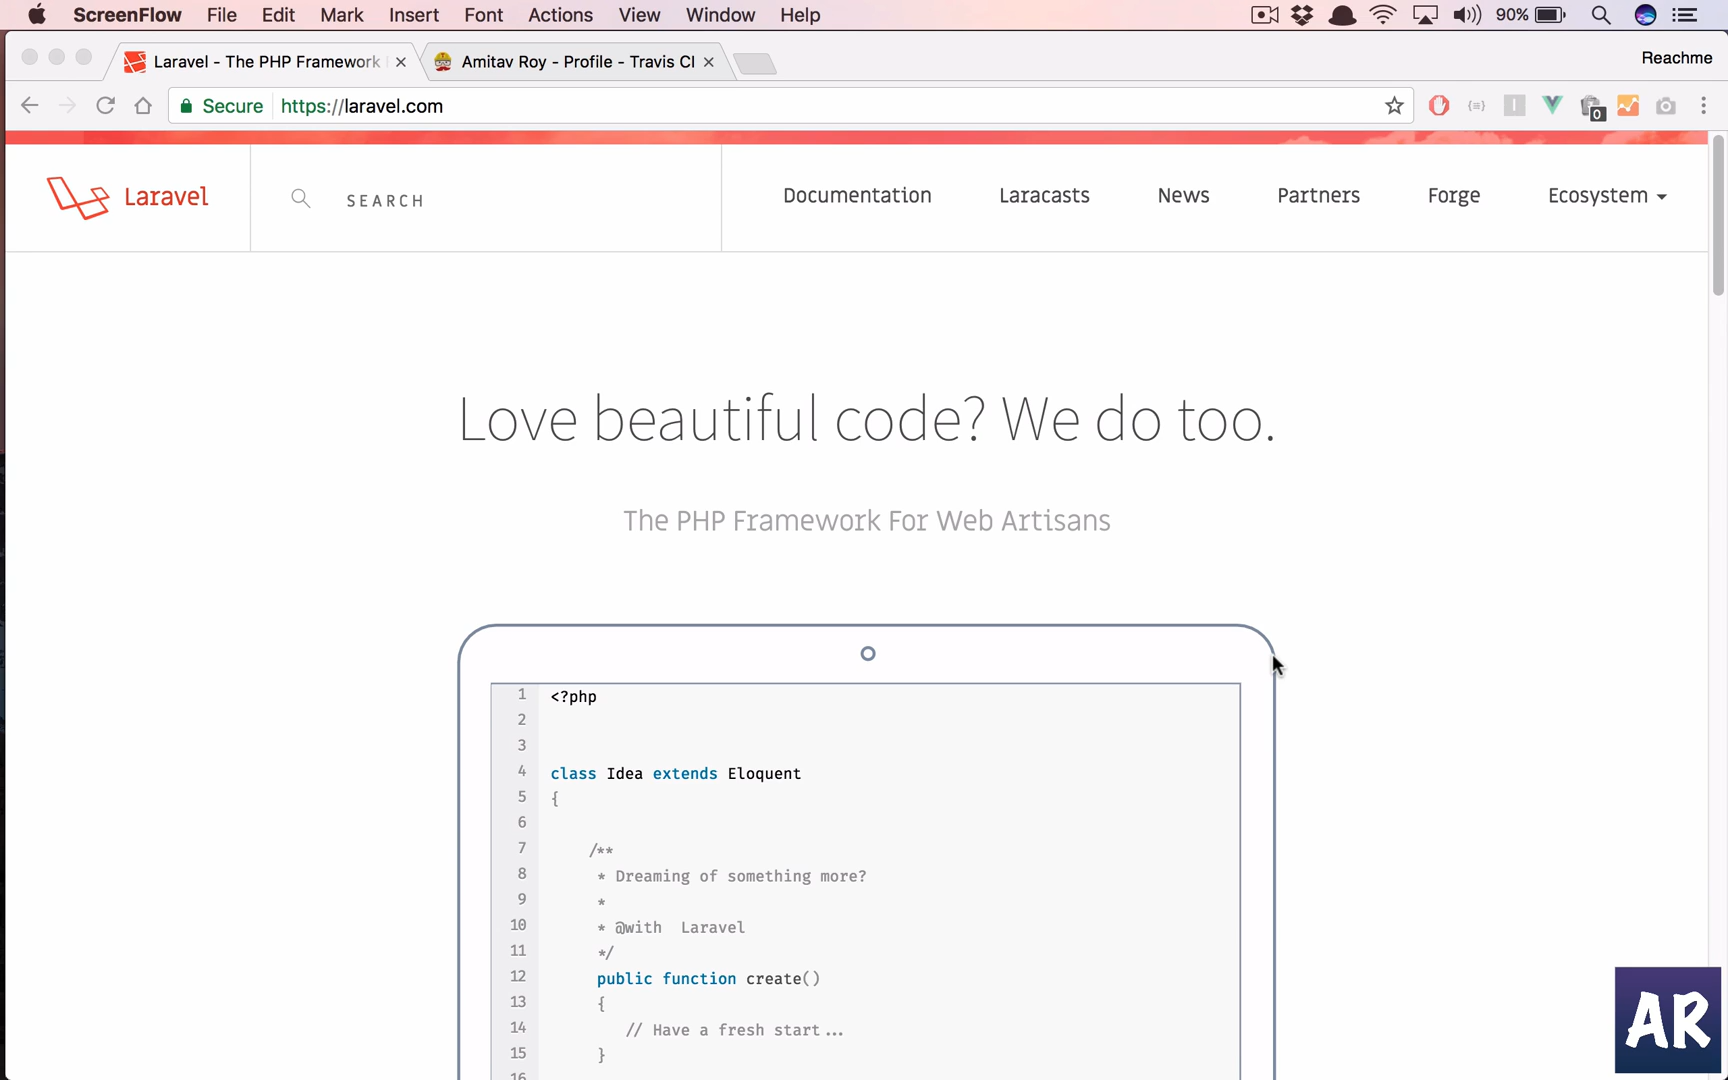 ScreenFlow File Edit Mark Insert Font Actions View Window Help 90%
Laravel - The PHP Framework Amitav Roy - Profile - Travis CI Reachme
Secure https://laravel.com 0
Laravel SEARCH Documentation Laracasts News Partners Forge Ecosystem
Love beautiful code? We do too.
The PHP Framework For Web Artisans
1 <?php
2
3
4 class Idea extends Eloquent
5 {
6
7 /**
8 * Dreaming of something more?
9 *
10 * @with  Laravel
11 */
12 public function create()
13 {
14 // Have a fresh start...
15 }
16
AR